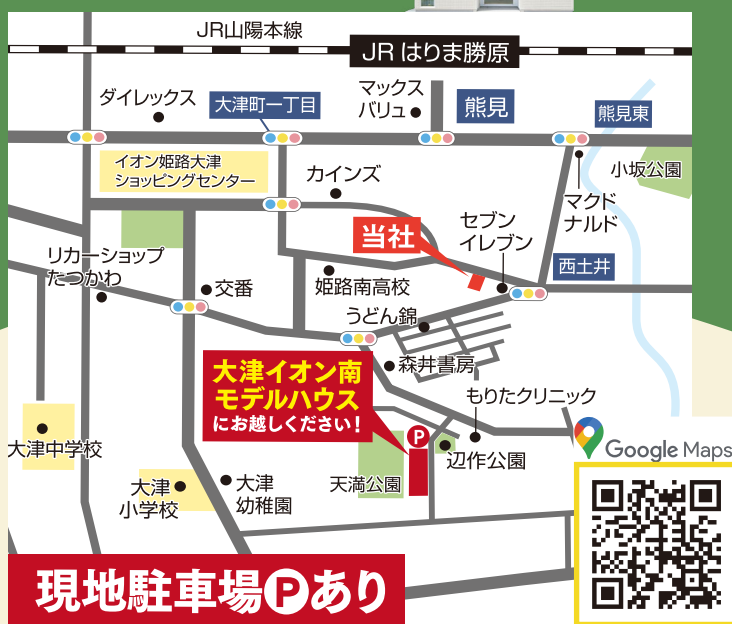 JR山陽本線
JRはりま勝原
ダイレックス
大津町一丁目
マックス
バリュ
熊見
熊見東
イオン姫路大津
ショッピングセンター
カインズ
小坂公園
マクド
ナルド
セブン
イレブン
当社
西土井
リカーショップ
たつかわ
交番
姫路南高校
うどん錦
大津イオン南
モデルハウス
にお越しください!
森井書房
もりたクリニック
P
辺作公園
大津中学校
大津
小学校
大津
幼稚園
天満公園
Google Maps
現地駐車場Pあり